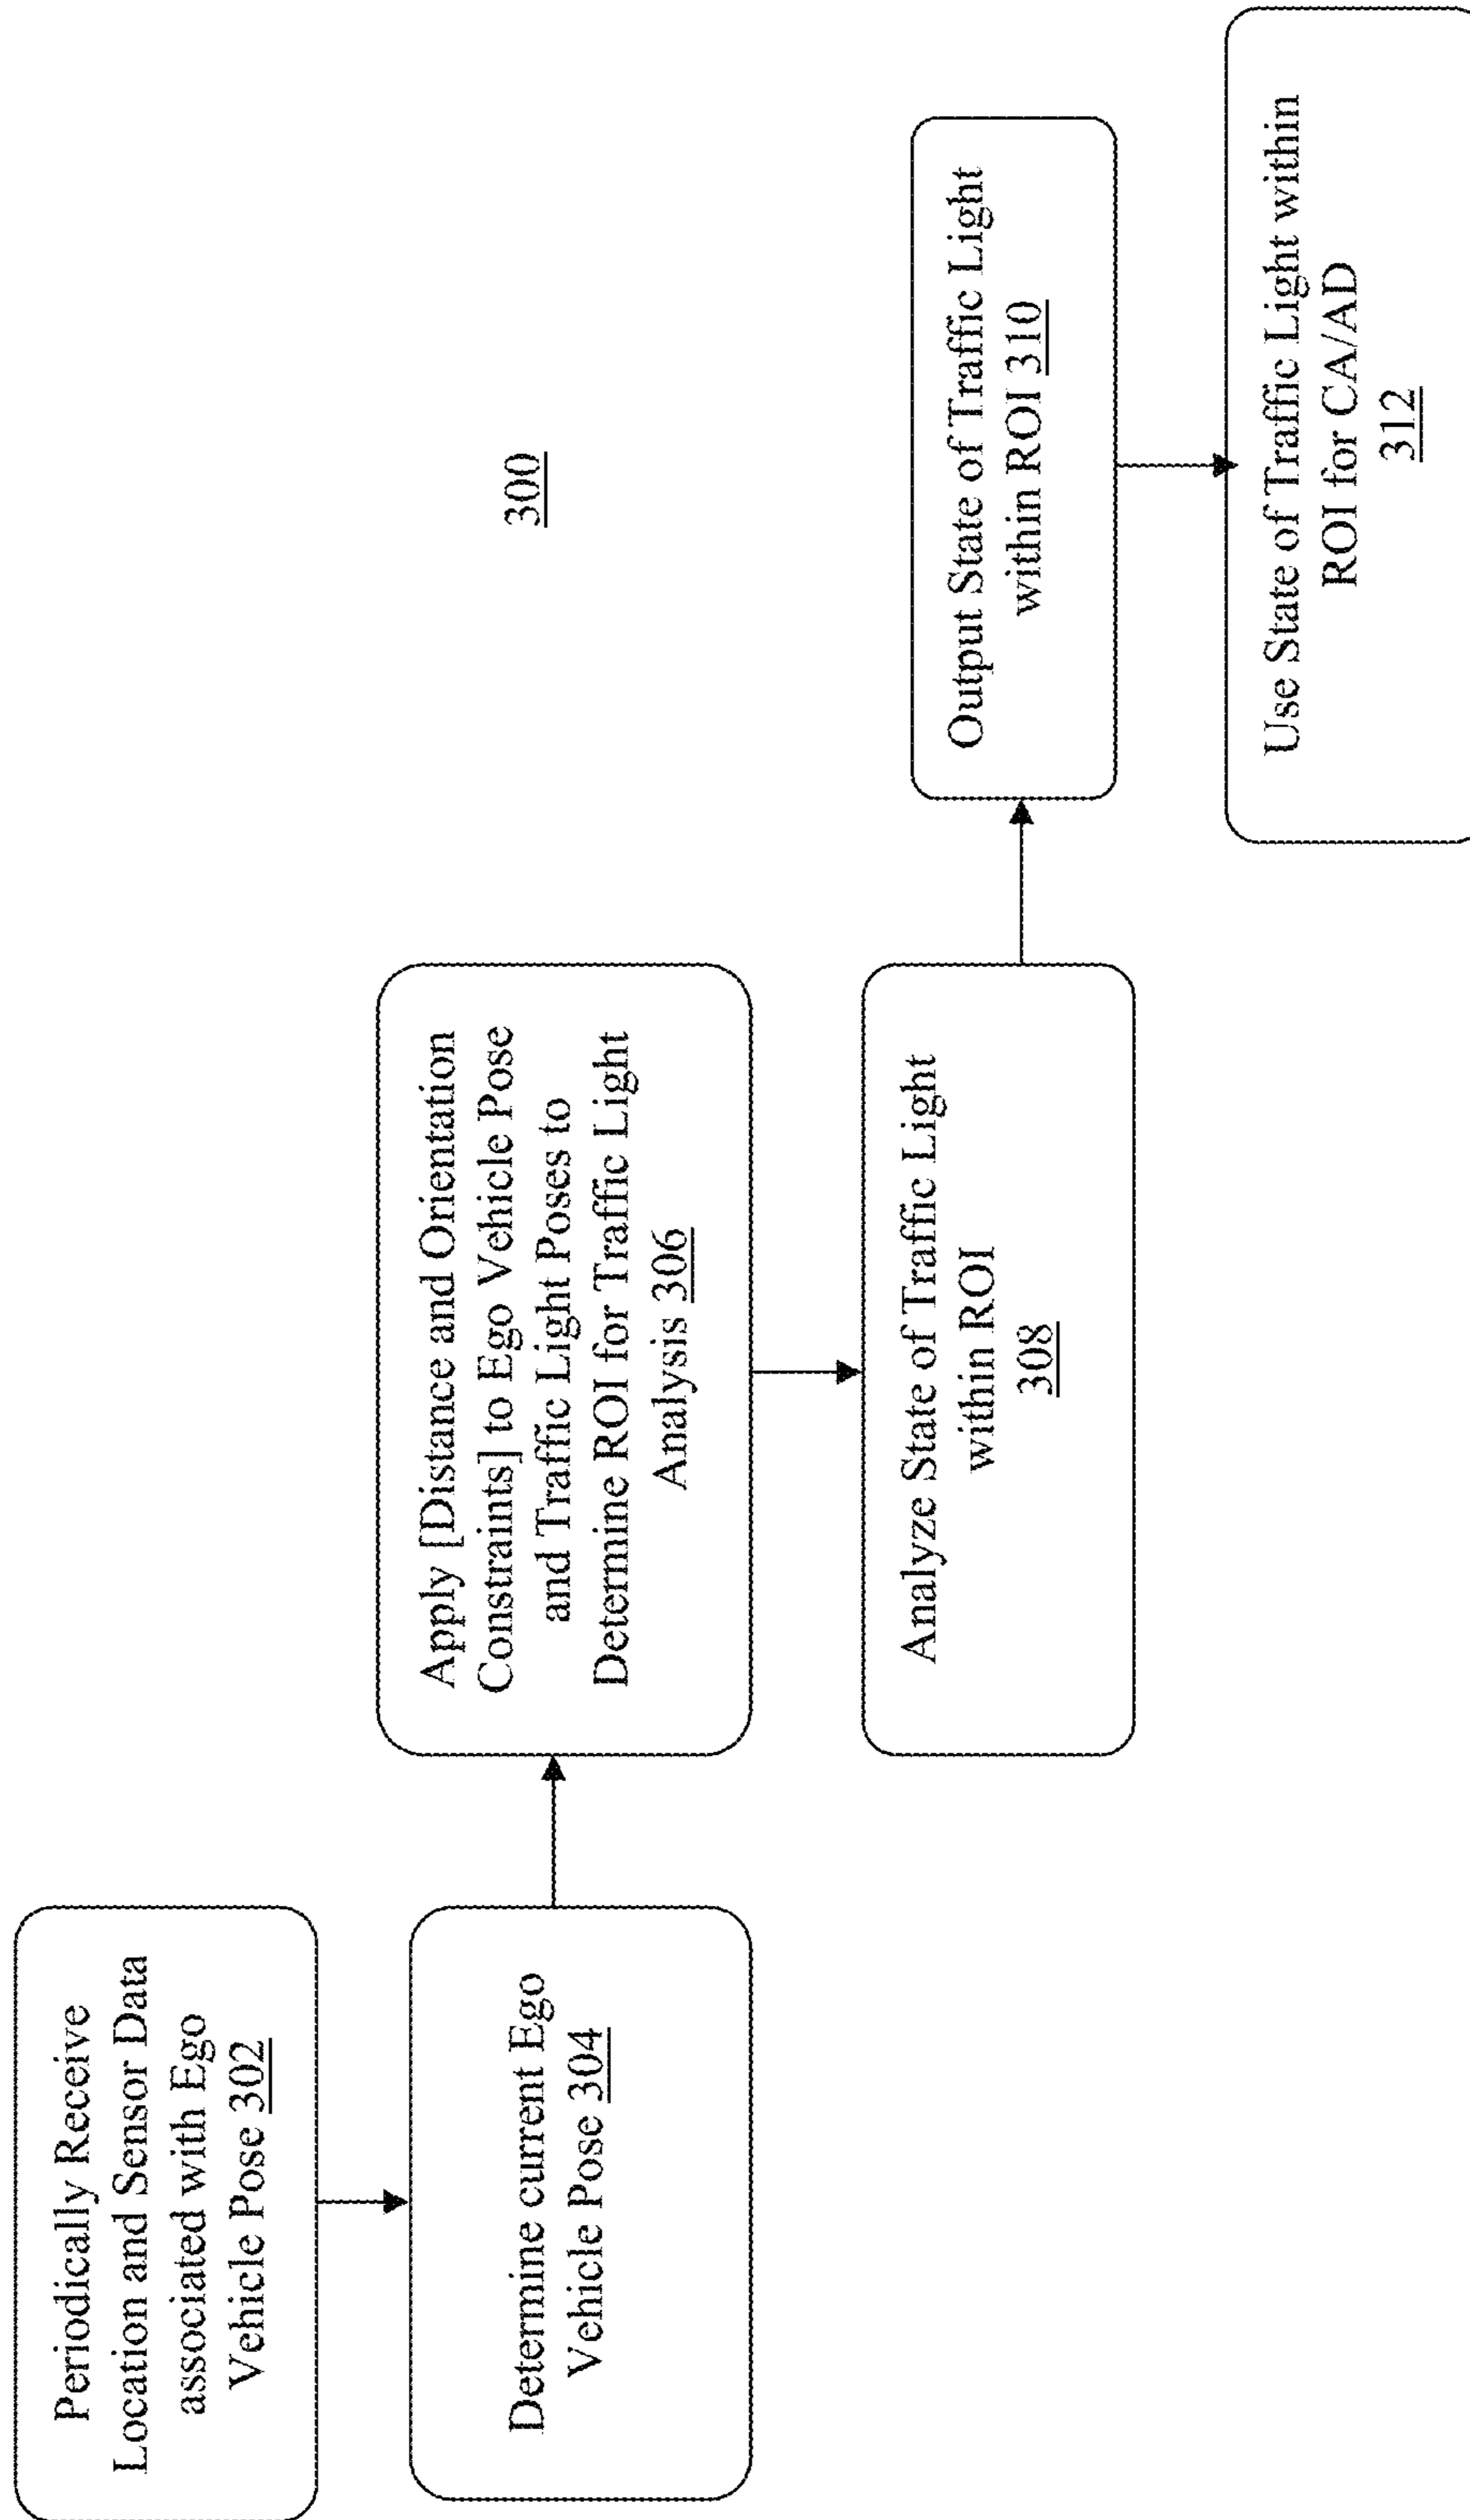 Periodically Receive
Location and Sensor Data
associated with Ego
Vehicle Pose 302
Determine current Ego
Vehicle Pose 304
Apply [Distance and Orientation
Constraints] to Ego Vehicle Pose
and Traffic Light Poses to
Determine ROI for Traffic Light
Analysis 306
Analyze State of Traffic Light
within ROI
308
300
Output State of Traffic Light
within ROI 310
Use State of Traffic Light within
ROI for CA/AD
312